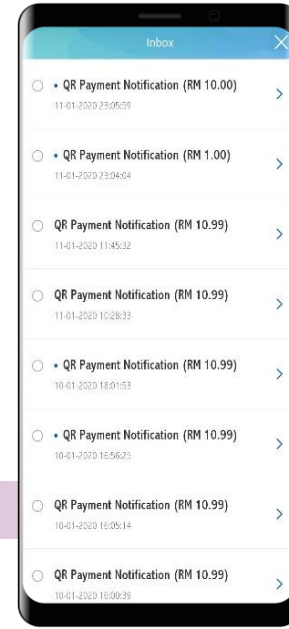 Inbox
• QR Payment Notification (RM 10.00)
11-01-2020 23:05:59
• QR Payment Notification (RM 1.00)
11-01-2020 23:04:04
QR Payment Notification (RM 10.99)
11-01-2020 11:45:32
QR Payment Notification (RM 10.99)
11-01-2020 10:28:33
• QR Payment Notification (RM 10.99)
10-01-2020 18:01:53
• QR Payment Notification (RM 10.99)
10-01-2020 16:56:25
QR Payment Notification (RM 10.99)
10-01-2020 16:05:14
QR Payment Notification (RM 10.99)
10-01-2020 16:00:39